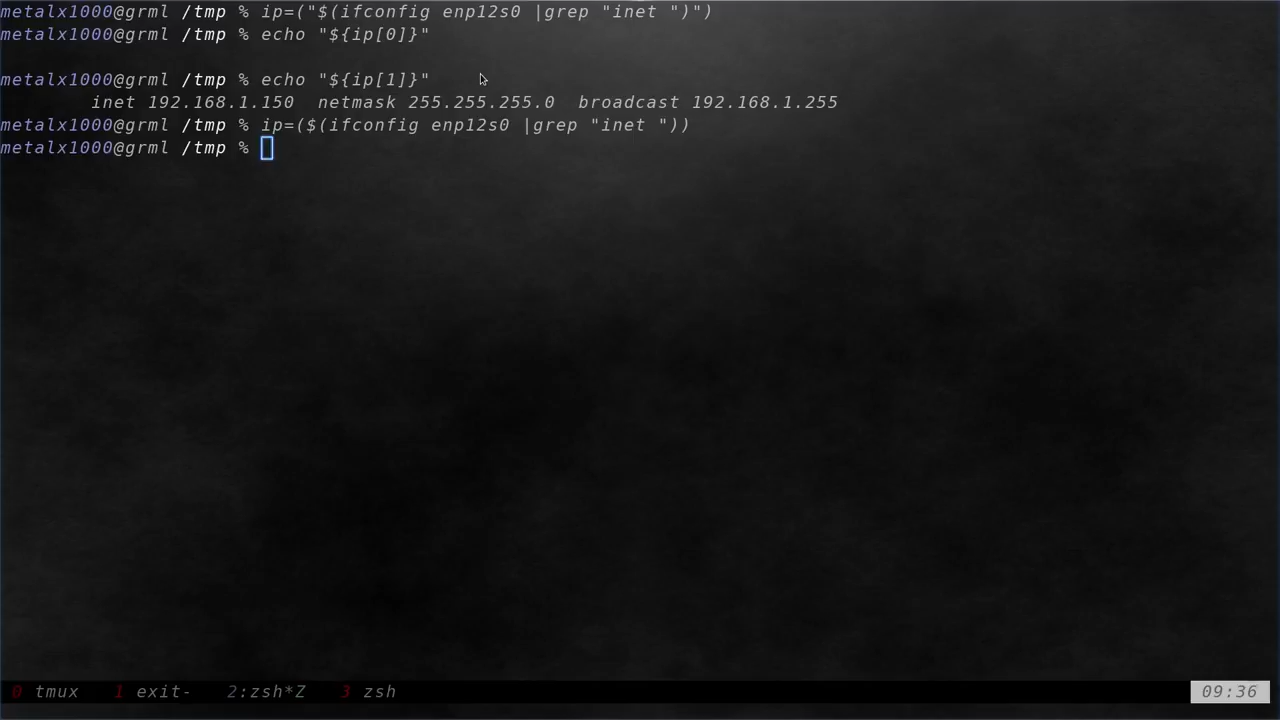 metalx1000@grml /tmp % ip=("$(ifconfig enp12s0 |grep "inet ")")
metalx1000@grml /tmp % echo "${ip[0]}"
metalx1000@grml /tmp % echo "${ip[1]}"
inet 192.168.1.150  netmask 255.255.255.0  broadcast 192.168.1.255
metalx1000@grml /tmp % ip=($(ifconfig enp12s0 |grep "inet "))
metalx1000@grml /tmp %
0 tmux  1 exit-  2:zsh*Z  3 zsh  09:36